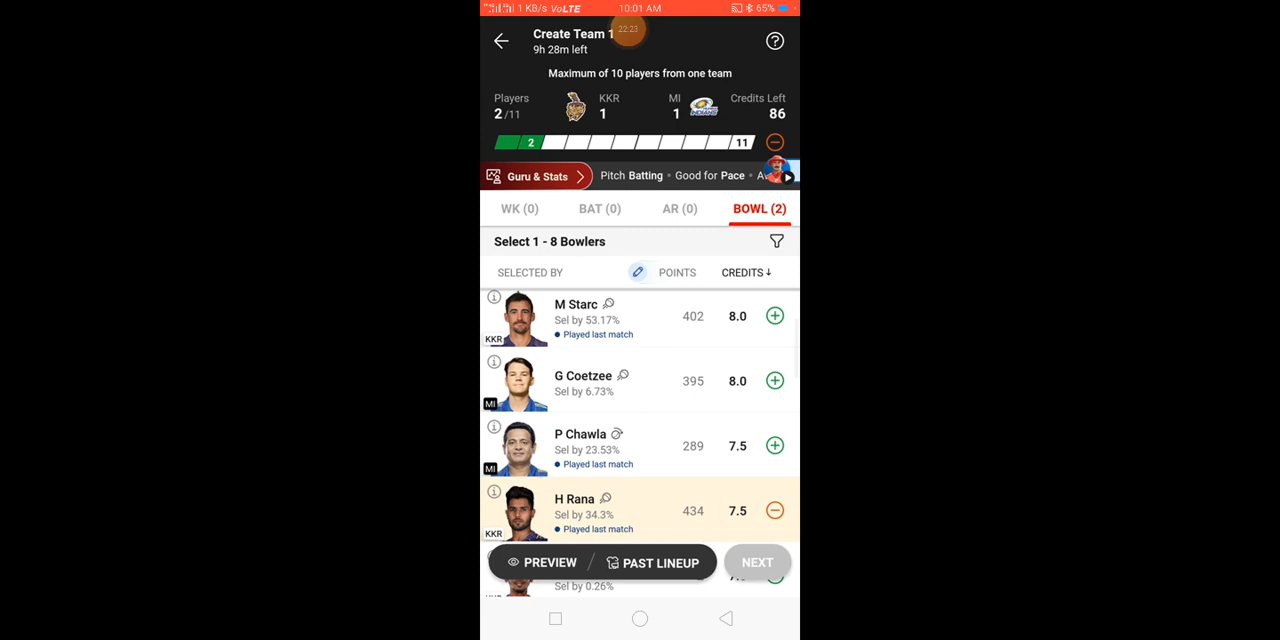 1 KB/s VoLTE 10:01 AM 65%
Create Team 1
22:23
9h 28m left
Maximum of 10 players from one team
Players KKR MI Credits Left
2/11 1 1 86
2 11
Guru & Stats Pitch Batting • Good for Pace • A
WK (0) BAT (0) AR (0) BOWL (2)
Select 1 - 8 Bowlers
SELECTED BY POINTS CREDITS↓
M Starc
Sel by 53.17% 402 8.0
Played last match
KKR
G Coetzee
Sel by 6.73% 395 8.0
MI
P Chawla
Sel by 23.53% 289 7.5
Played last match
MI
H Rana
Sel by 34.3% 434 7.5
Played last match
KKR
PREVIEW / PAST LINEUP NEXT
Sel by 0.26%